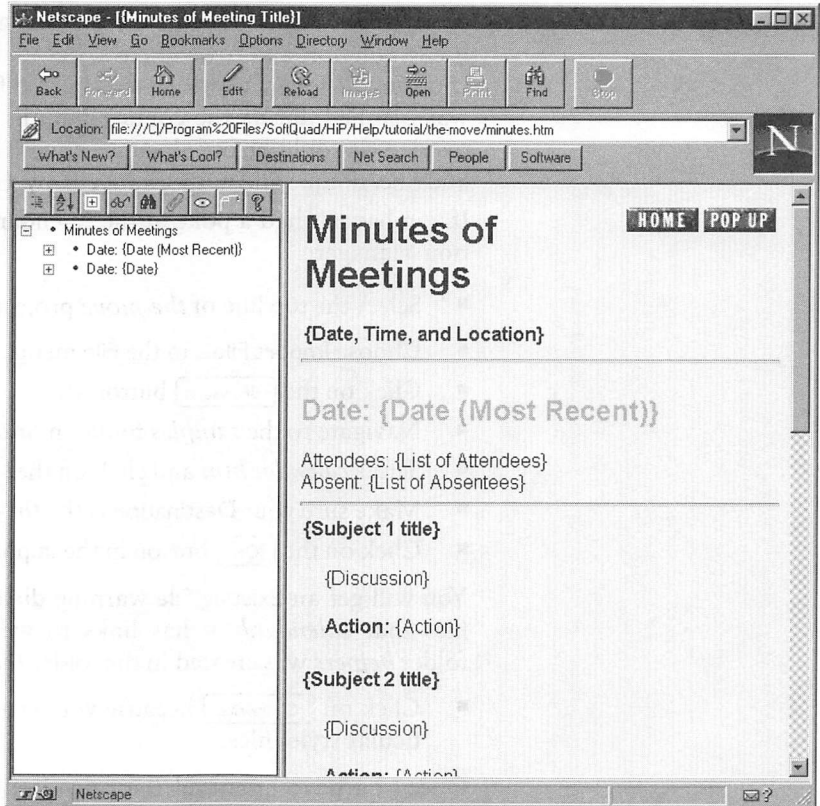 Netscape - [{Minutes of Meeting Title}]
File Edit View Go Bookmarks Options Directory Window Help
Back Forward Home Edit Reload Images Open Print Find Stop
Location: file:///C|/Program%20Files/SoftQuad/HiP/Help/tutorial/the-move/minutes.htm
N
What's New? What's Cool? Destinations Net Search People Software
Minutes of Meetings
Date: {Date (Most Recent)}
Date: {Date}
HOME POP UP
Minutes of
Meetings
{Date, Time, and Location}
Date: {Date (Most Recent)}
Attendees: {List of Attendees}
Absent: {List of Absentees}
{Subject 1 title}
{Discussion}
Action: {Action}
{Subject 2 title}
{Discussion}
Action: {Action}
Netscape